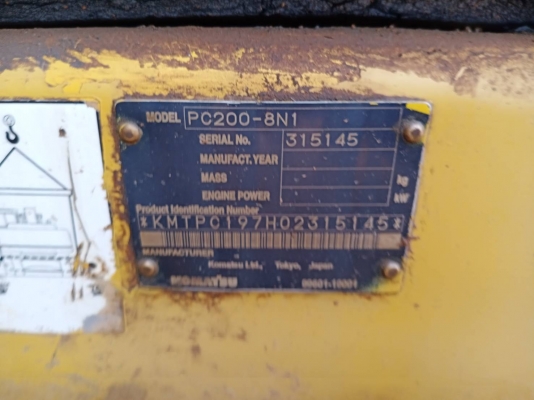 MODEL PC200-8N1
SERIAL No. 315145
MANUFACT.YEAR
MASS kg
ENGINE POWER kW
Product Identification Number
*KMTPC197H02315145*
MANUFACTURER
Komatsu Ltd., Tokyo, Japan
KOMATSU